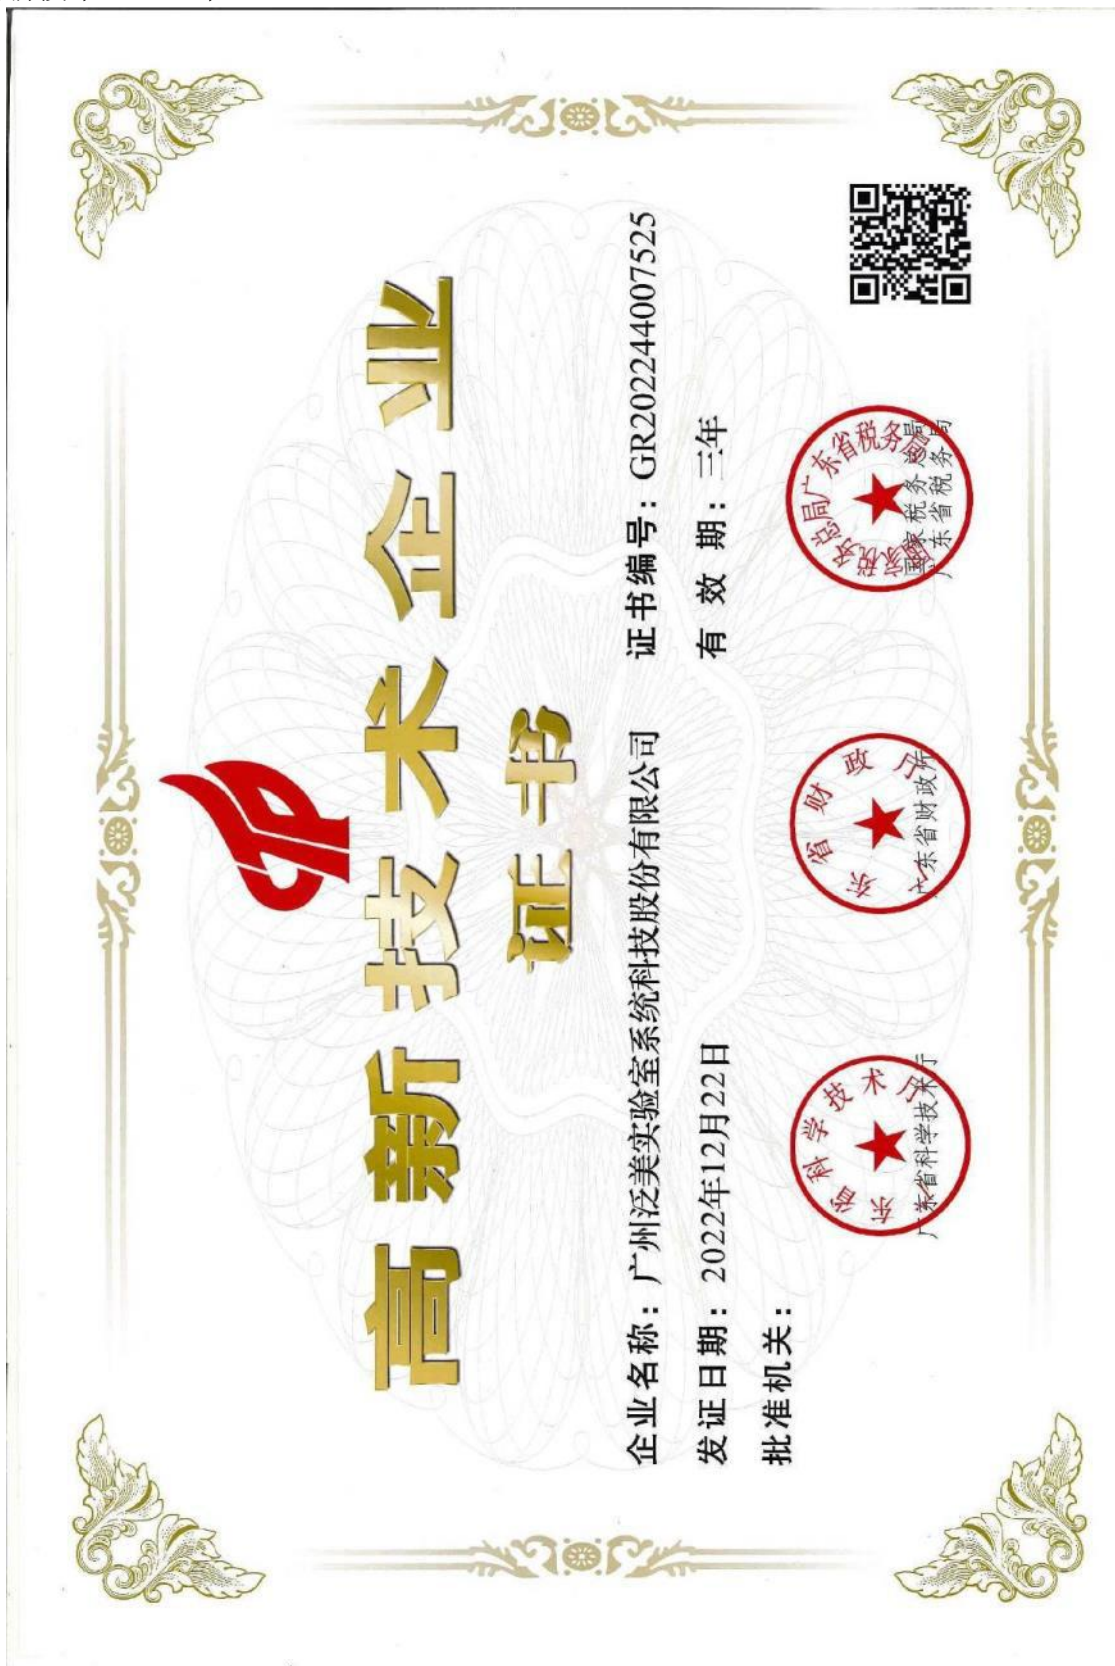 高新技术企业
证书
企业名称：广州泛美实验室系统科技股份有限公司 证书编号：GR202244007525
发证日期：2022年12月22日 有效期：三年
批准机关：
广东省科学技术厅
广东省科学技术厅
广东省财政厅
广东省财政厅
国家税务总局广东省税务局
国家税务总局
广东省税务局